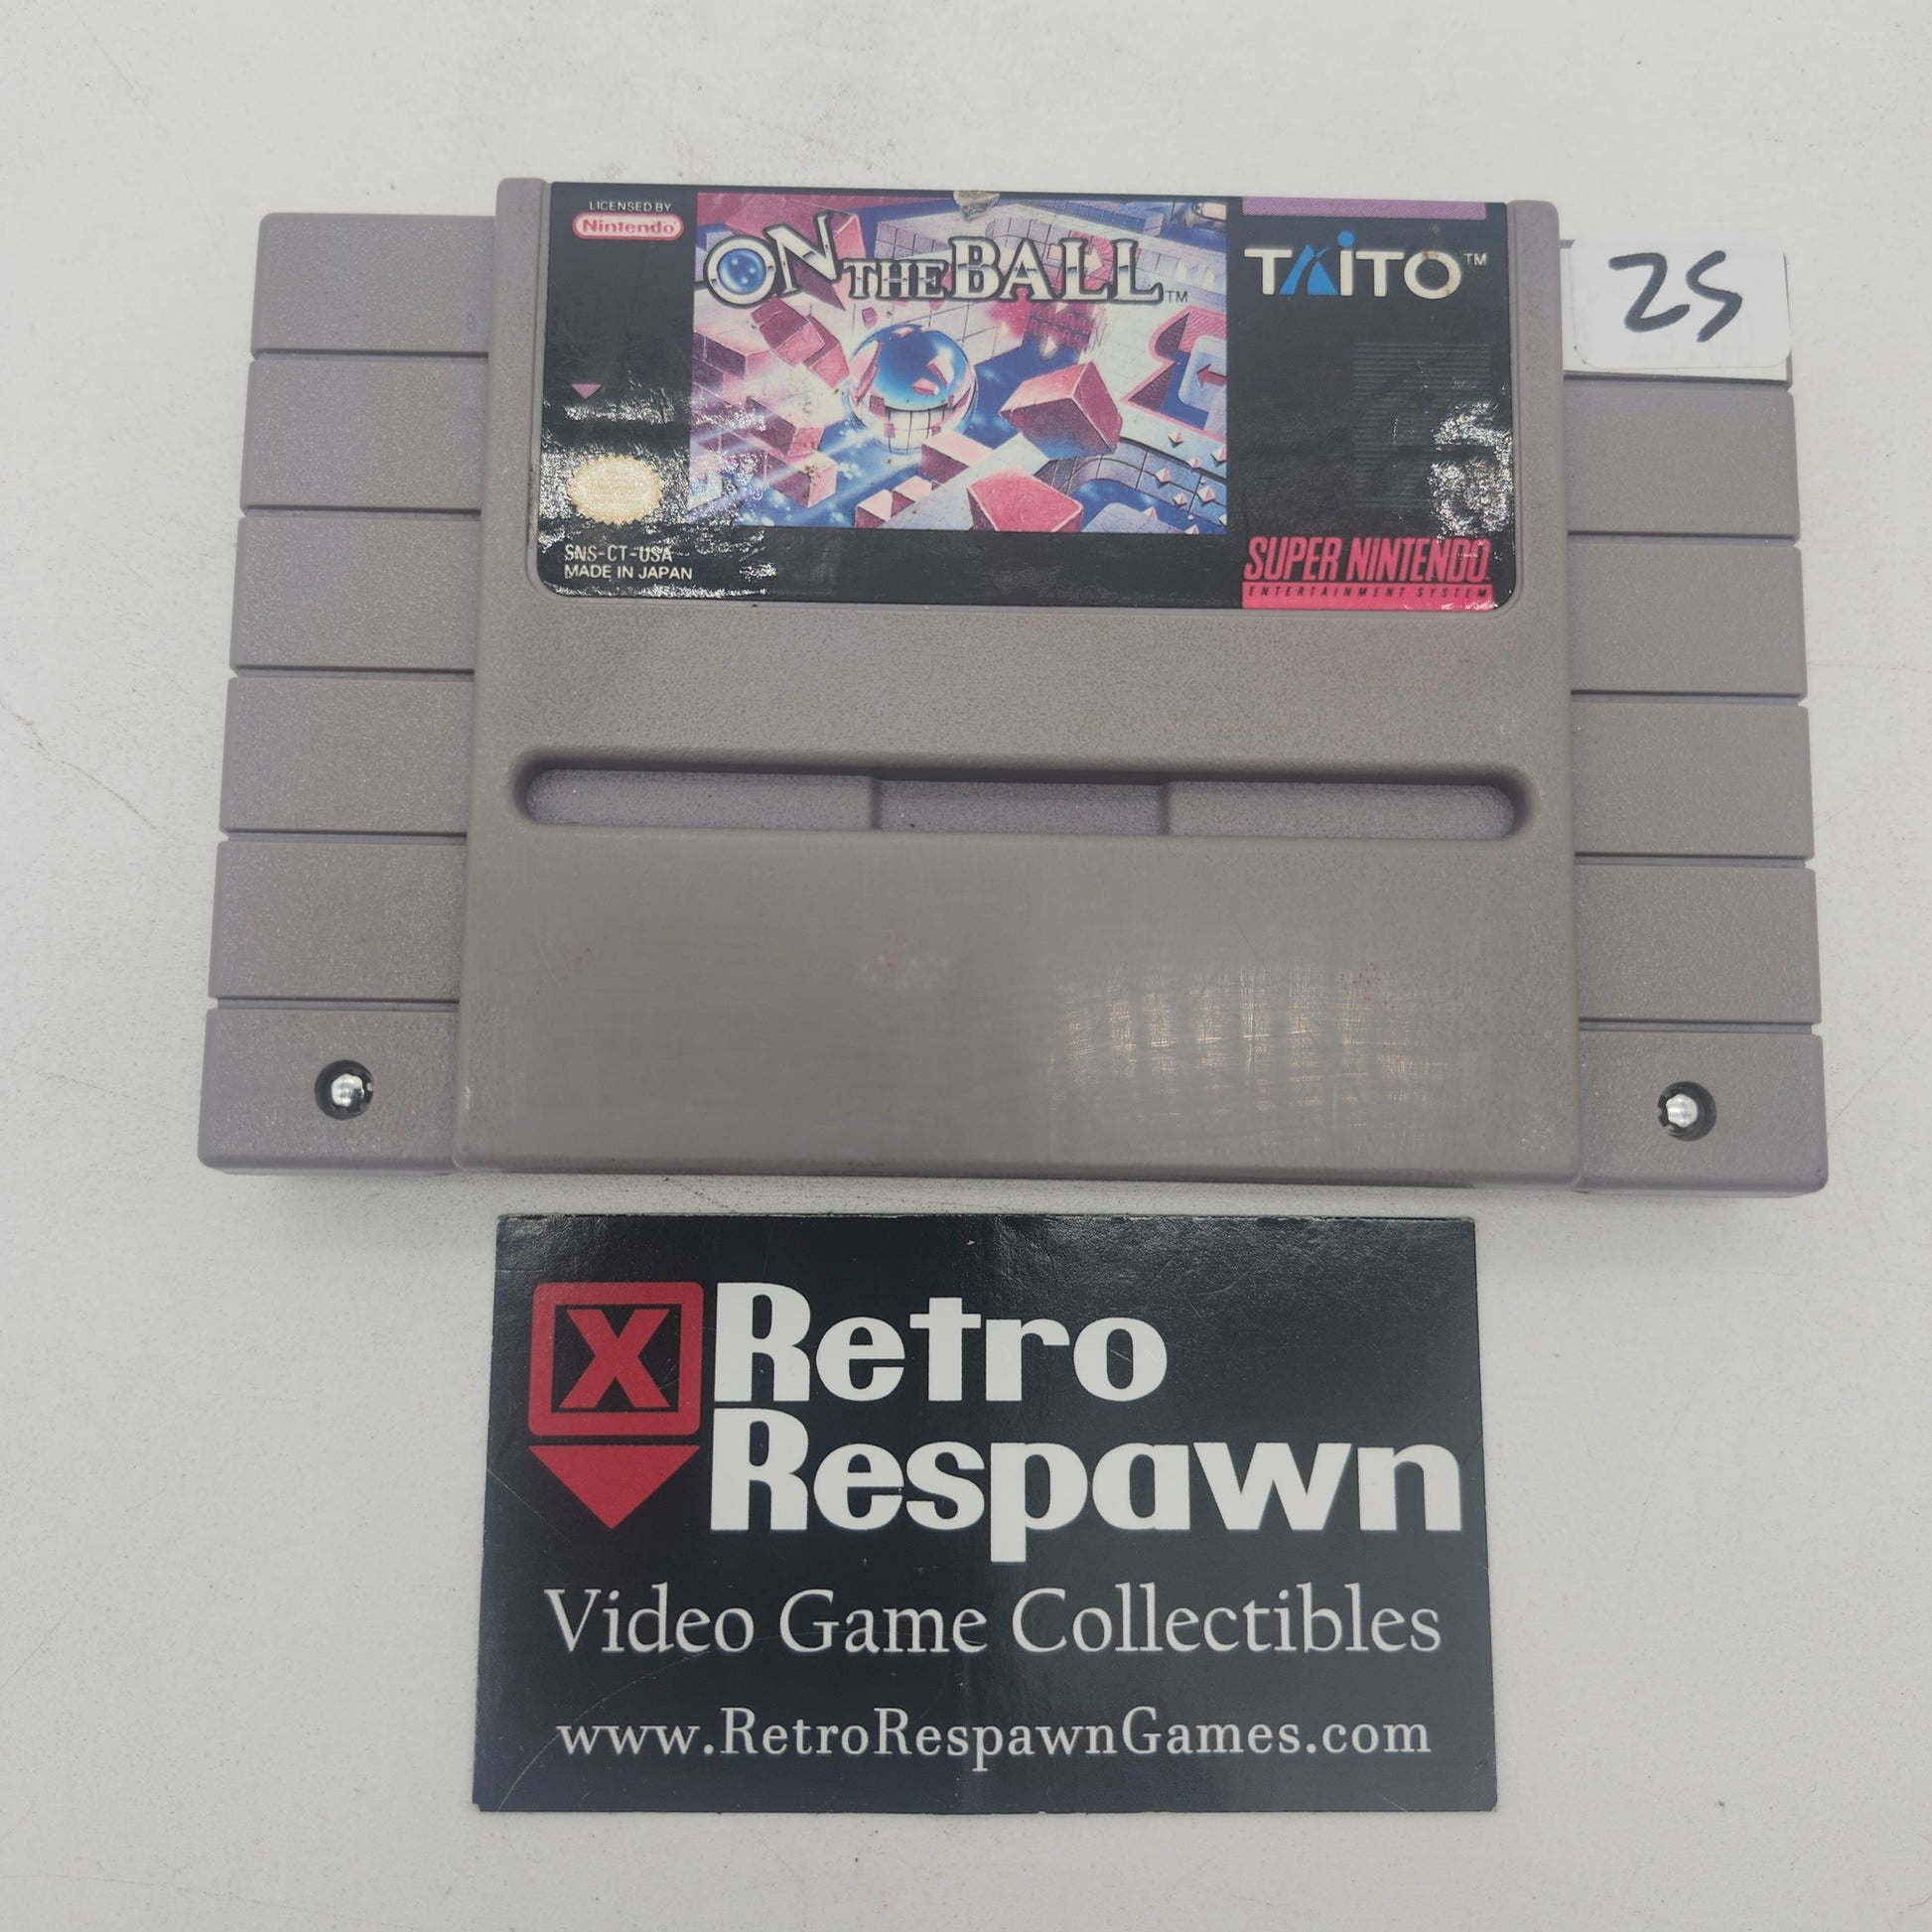 LICENSED BY
Nintendo
ON THE BALL™
TAITO™
25
SNS-CT-USA
MADE IN JAPAN
SUPER NINTENDO
ENTERTAINMENT SYSTEM
X
Retro
Respawn
Video Game Collectibles
www.RetroRespawnGames.com